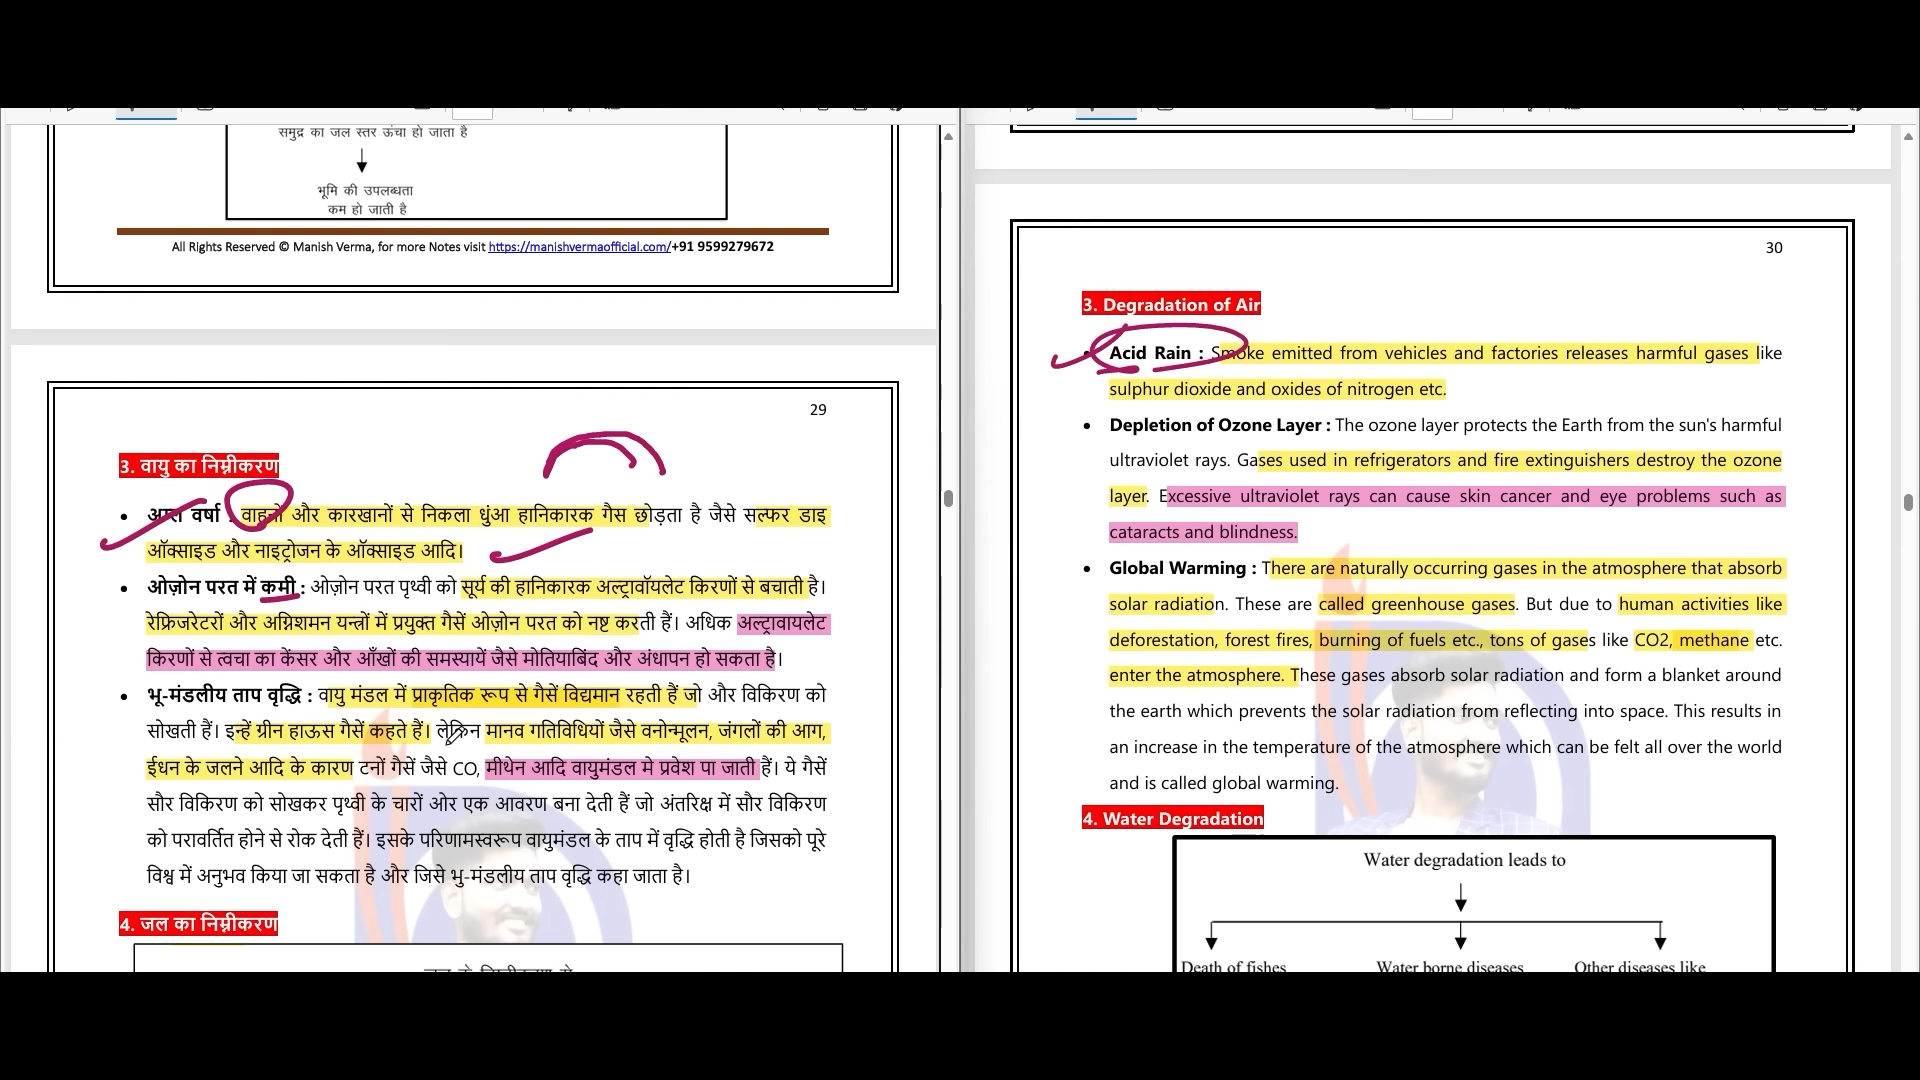 समुद्र का जल स्तर ऊंचा हो जाता है
भूमि की उपलब्धता
कम हो जाती है
All Rights Reserved © Manish Verma, for more Notes visit https://manishvermaofficial.com/+91 9599279672
29
3. वायु का निम्नीकरण
अम्ल वर्षा : वाहनों और कारखानों से निकला धुंआ हानिकारक गैस छोड़ता है जैसे सल्फर डाइ
ऑक्साइड और नाइट्रोजन के ऑक्साइड आदि।
ओज़ोन परत में कमी : ओज़ोन परत पृथ्वी को सूर्य की हानिकारक अल्ट्रावॉयलेट किरणों से बचाती है।
रेफ्रिजरेटरों और अग्निशमन यन्त्रों में प्रयुक्त गैसें ओज़ोन परत को नष्ट करती हैं। अधिक अल्ट्रावायलेट
किरणों से त्वचा का केंसर और आँखों की समस्यायें जैसे मोतियाबिंद और अंधापन हो सकता है।
भू-मंडलीय ताप वृद्धि : वायु मंडल में प्राकृतिक रूप से गैसें विद्यमान रहती हैं जो और विकिरण को
सोखती हैं। इन्हें ग्रीन हाऊस गैसें कहते हैं। लेकिन मानव गतिविधियों जैसे वनोन्मूलन, जंगलों की आग,
ईधन के जलने आदि के कारण टनों गैसें जैसे CO, मीथेन आदि वायुमंडल मे प्रवेश पा जाती हैं। ये गैसें
सौर विकिरण को सोखकर पृथ्वी के चारों ओर एक आवरण बना देती हैं जो अंतरिक्ष में सौर विकिरण
को परावर्तित होने से रोक देती हैं। इसके परिणामस्वरूप वायुमंडल के ताप में वृद्धि होती है जिसको पूरे
विश्व में अनुभव किया जा सकता है और जिसे भु-मंडलीय ताप वृद्धि कहा जाता है।
4. जल का निम्नीकरण
30
3. Degradation of Air
Acid Rain : Smoke emitted from vehicles and factories releases harmful gases like
sulphur dioxide and oxides of nitrogen etc.
Depletion of Ozone Layer : The ozone layer protects the Earth from the sun's harmful
ultraviolet rays. Gases used in refrigerators and fire extinguishers destroy the ozone
layer. Excessive ultraviolet rays can cause skin cancer and eye problems such as
cataracts and blindness.
Global Warming : There are naturally occurring gases in the atmosphere that absorb
solar radiation. These are called greenhouse gases. But due to human activities like
deforestation, forest fires, burning of fuels etc., tons of gases like CO2, methane etc.
enter the atmosphere. These gases absorb solar radiation and form a blanket around
the earth which prevents the solar radiation from reflecting into space. This results in
an increase in the temperature of the atmosphere which can be felt all over the world
and is called global warming.
4. Water Degradation
Water degradation leads to
Death of fishes Water borne diseases Other diseases like